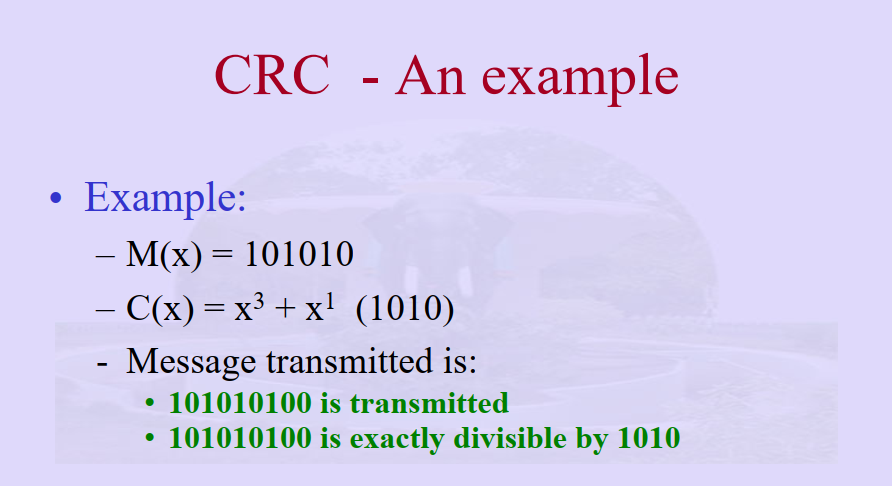 CRC - An example
• Example:
– M(x) = 101010
– C(x) = x³ + x¹ (1010)
- Message transmitted is:
• 101010100 is transmitted
• 101010100 is exactly divisible by 1010